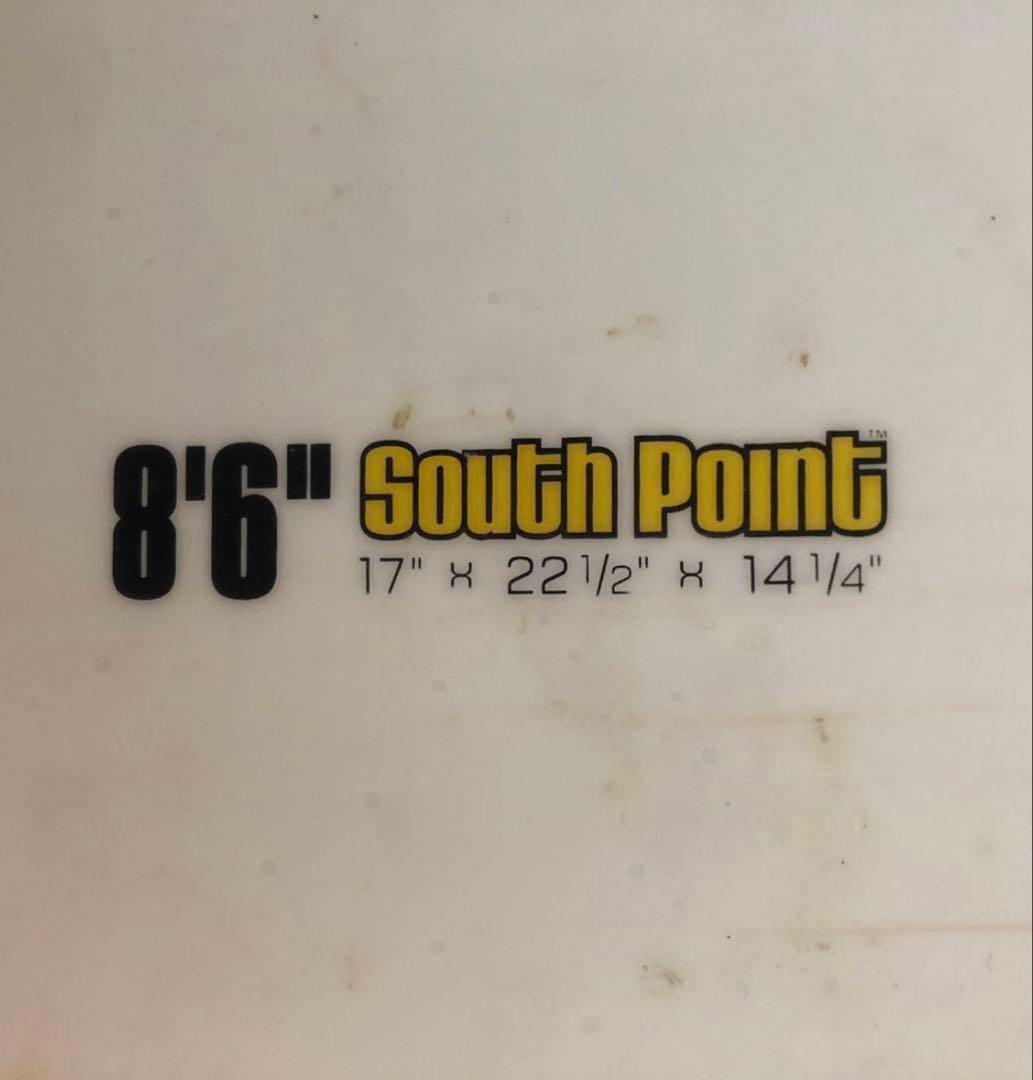 8'6" South Point™
17" x 22 1/2" x 14 1/4"